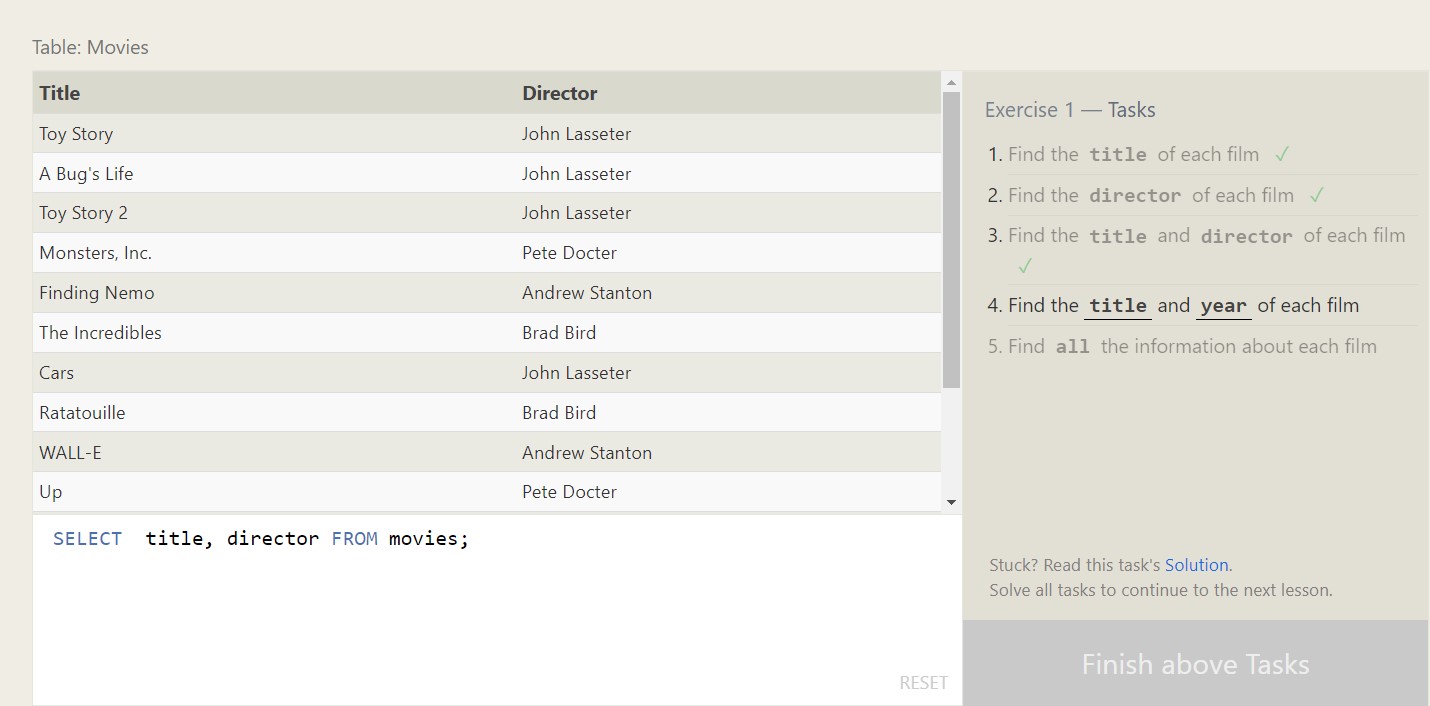 Table: Movies
Title Director
Toy Story John Lasseter
A Bug's Life John Lasseter
Toy Story 2 John Lasseter
Monsters, Inc. Pete Docter
Finding Nemo Andrew Stanton
The Incredibles Brad Bird
Cars John Lasseter
Ratatouille Brad Bird
WALL-E Andrew Stanton
Up Pete Docter
SELECT title, director FROM movies;
RESET
Exercise 1 — Tasks
1. Find the title of each film ✓
2. Find the director of each film ✓
3. Find the title and director of each film
✓
4. Find the title and year of each film
5. Find all the information about each film
Stuck? Read this task's Solution.
Solve all tasks to continue to the next lesson.
Finish above Tasks